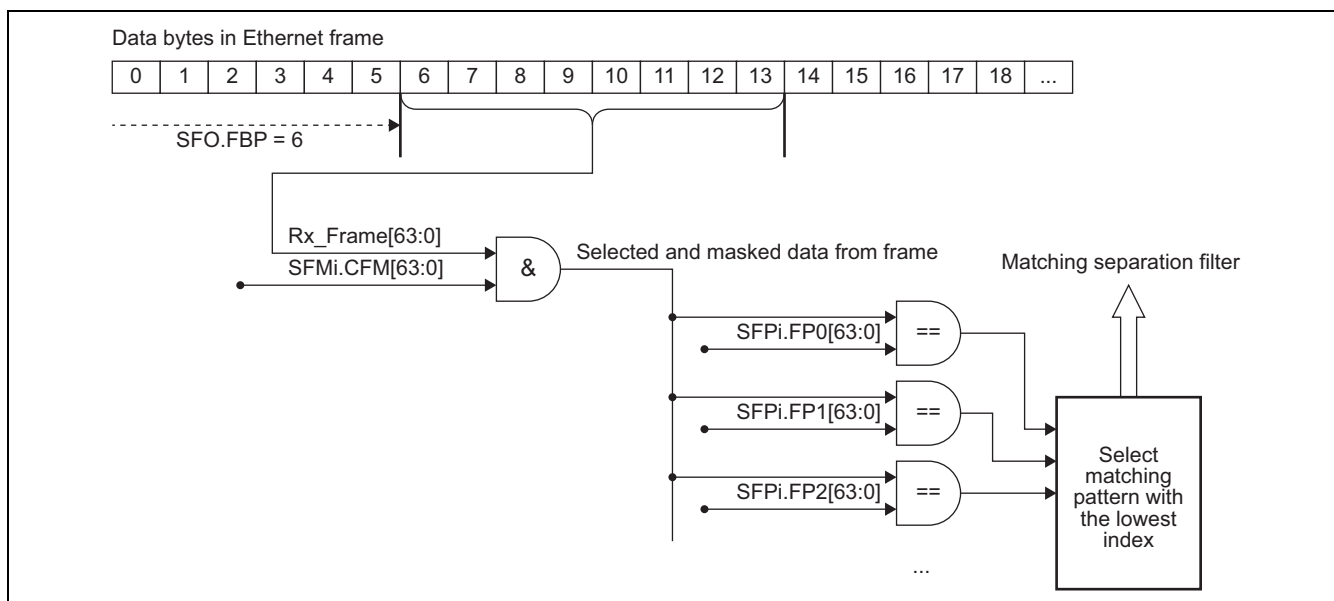 Data bytes in Ethernet frame
0 1 2 3 4 5 6 7 8 9 10 11 12 13 14 15 16 17 18 ...
SFO.FBP = 6
Rx_Frame[63:0]
SFMi.CFM[63:0]
&
Selected and masked data from frame
Matching separation filter
SFPi.FP0[63:0]
==
SFPi.FP1[63:0]
==
SFPi.FP2[63:0]
==
...
Select
matching
pattern with
the lowest
index